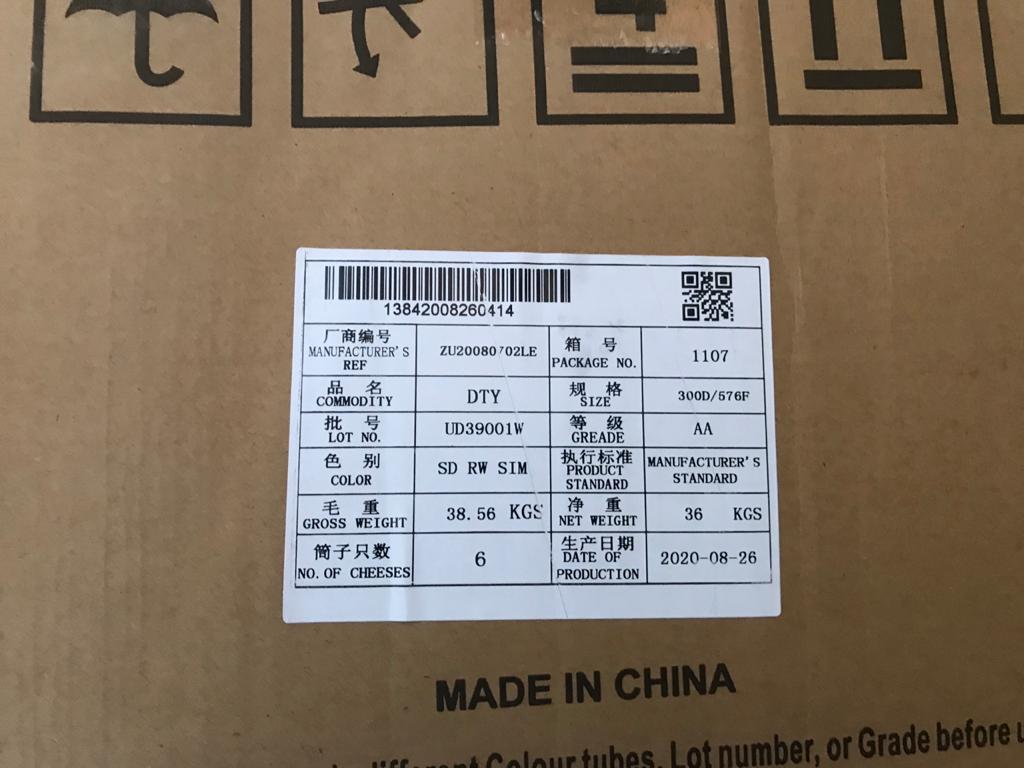 13842008260414
厂商编号
MANUFACTURER'S
REF
ZU20080702LE
箱 号
PACKAGE NO.
1107
品 名
COMMODITY
DTY
规 格
SIZE
300D/576F
批 号
LOT NO.
UD39001W
等 级
GREADE
AA
色 别
COLOR
SD RW SIM
执行标准
PRODUCT
STANDARD
MANUFACTURER'S
STANDARD
毛 重
GROSS WEIGHT
38.56 KGS
净 重
NET WEIGHT
36 KGS
筒子只数
NO. OF CHEESES
6
生产日期
DATE OF
PRODUCTION
2020-08-26
MADE IN CHINA
Colour tubes, Lot number, or Grade before